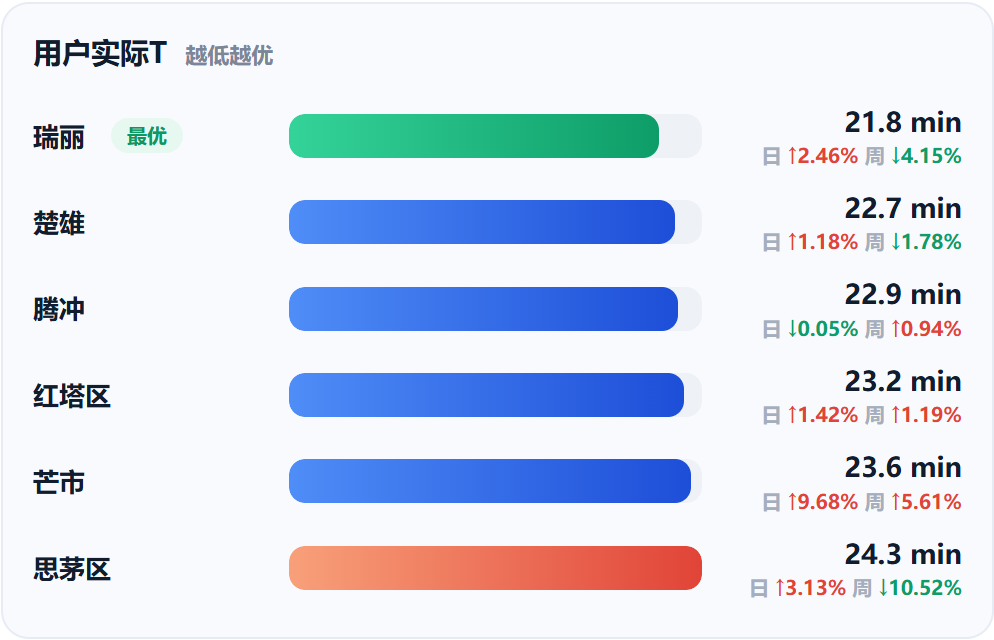 用户实际T 越低越优
瑞丽 最优 21.8 min
日 ↑2.46% 周 ↓4.15%
楚雄 22.7 min
日 ↑1.18% 周 ↓1.78%
腾冲 22.9 min
日 ↓0.05% 周 ↑0.94%
红塔区 23.2 min
日 ↑1.42% 周 ↑1.19%
芒市 23.6 min
日 ↑9.68% 周 ↑5.61%
思茅区 24.3 min
日 ↑3.13% 周 ↓10.52%